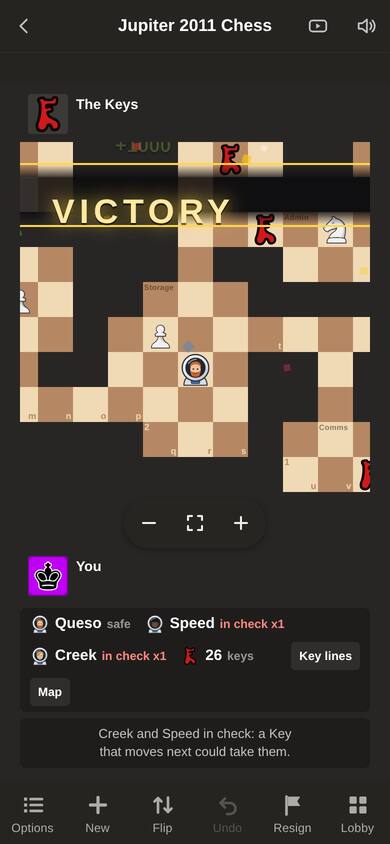 Jupiter 2011 Chess
The Keys
+1000
VICTORY
Admin
Storage
t
m n o p
2
Comms
q r s
1
u v
You
Queso safe Speed in check x1
Creek in check x1 26 keys Key lines
Map
Creek and Speed in check: a Key
that moves next could take them.
Options New Flip Undo Resign Lobby